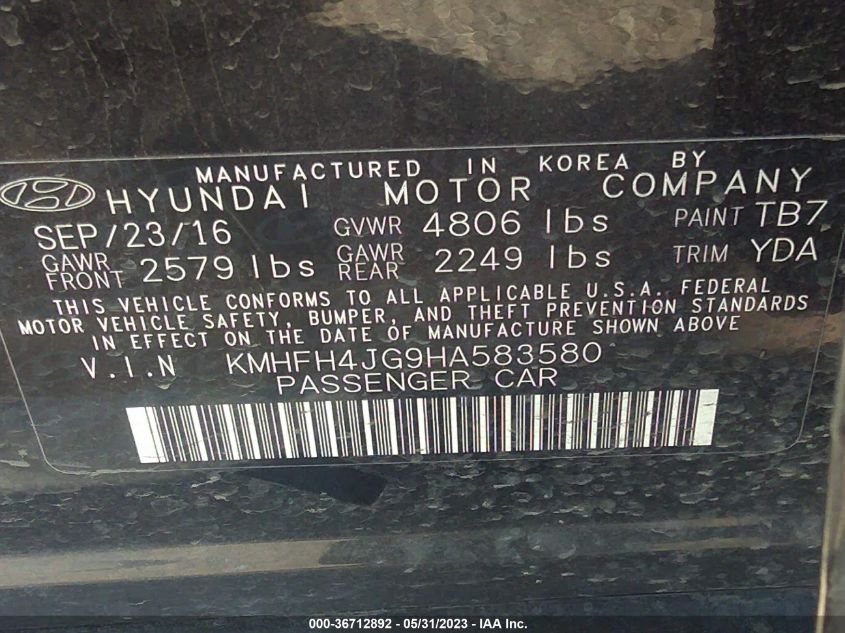 MANUFACTURED IN KOREA BY
HYUNDAI MOTOR COMPANY
SEP/23/16 GVWR 4806 lbs PAINT TB7
GAWR FRONT 2579 lbs GAWR REAR 2249 lbs TRIM YDA
THIS VEHICLE CONFORMS TO ALL APPLICABLE U.S.A. FEDERAL
MOTOR VEHICLE SAFETY, BUMPER, AND THEFT PREVENTION STANDARDS
IN EFFECT ON THE DATE OF MANUFACTURE SHOWN ABOVE
V.I.N KMHFH4JG9HA583580
PASSENGER CAR
000-36712892 - 05/31/2023 - IAA Inc.